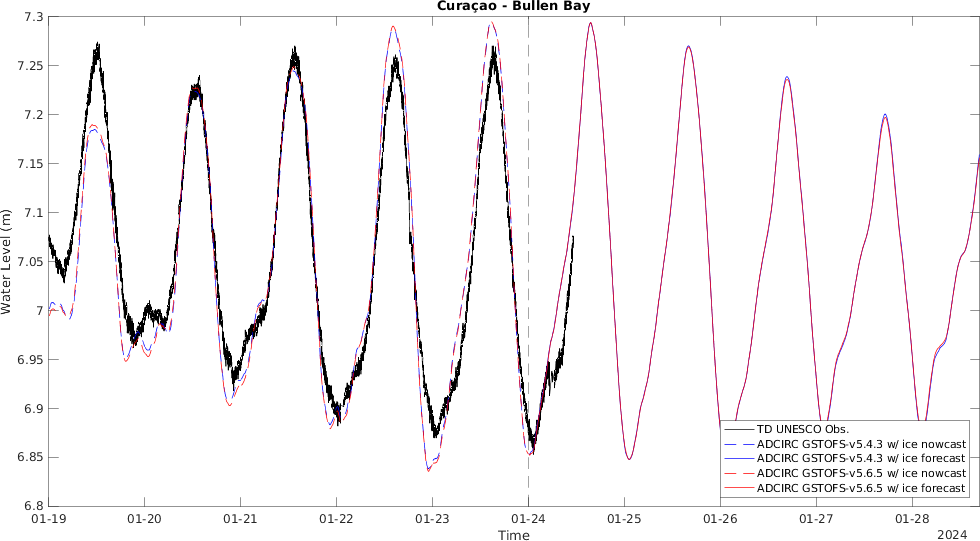 Curaçao - Bullen Bay
Water Level (m)
7.3
7.25
7.2
7.15
7.1
7.05
7
6.95
6.9
6.85
6.8
TD UNESCO Obs.
ADCIRC GSTOFS-v5.4.3 w/ ice nowcast
ADCIRC GSTOFS-v5.4.3 w/ ice forecast
ADCIRC GSTOFS-v5.6.5 w/ ice nowcast
ADCIRC GSTOFS-v5.6.5 w/ ice forecast
01-19 01-20 01-21 01-22 01-23 01-24 01-25 01-26 01-27 01-28
Time
2024